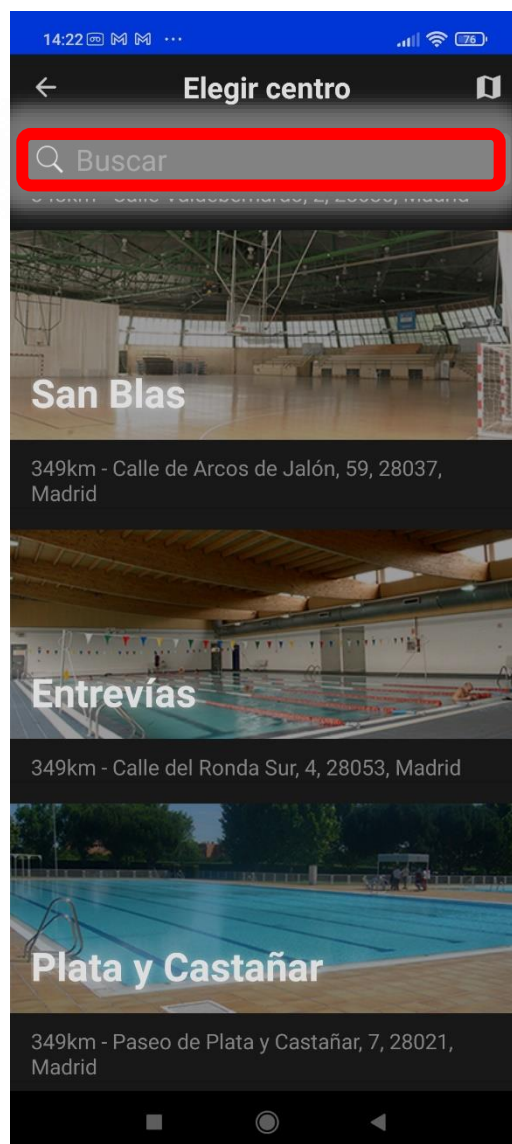 14:22
76
Elegir centro
Buscar
349km - Calle de Arcos de Jalón, 59, 28037,
Madrid
San Blas
Entrevías
349km - Calle del Ronda Sur, 4, 28053, Madrid
Plata y Castañar
349km - Paseo de Plata y Castañar, 7, 28021,
Madrid